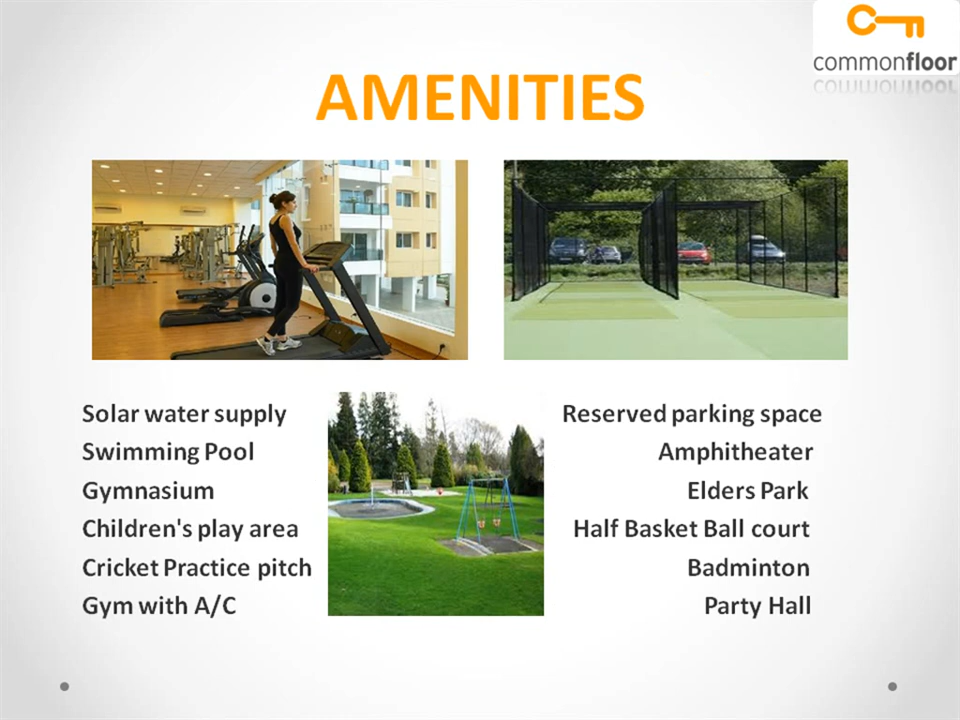 commonfloor
AMENITIES
Solar water supply
Swimming Pool
Gymnasium
Children's play area
Cricket Practice pitch
Gym with A/C
Reserved parking space
Amphitheater
Elders Park
Half Basket Ball court
Badminton
Party Hall